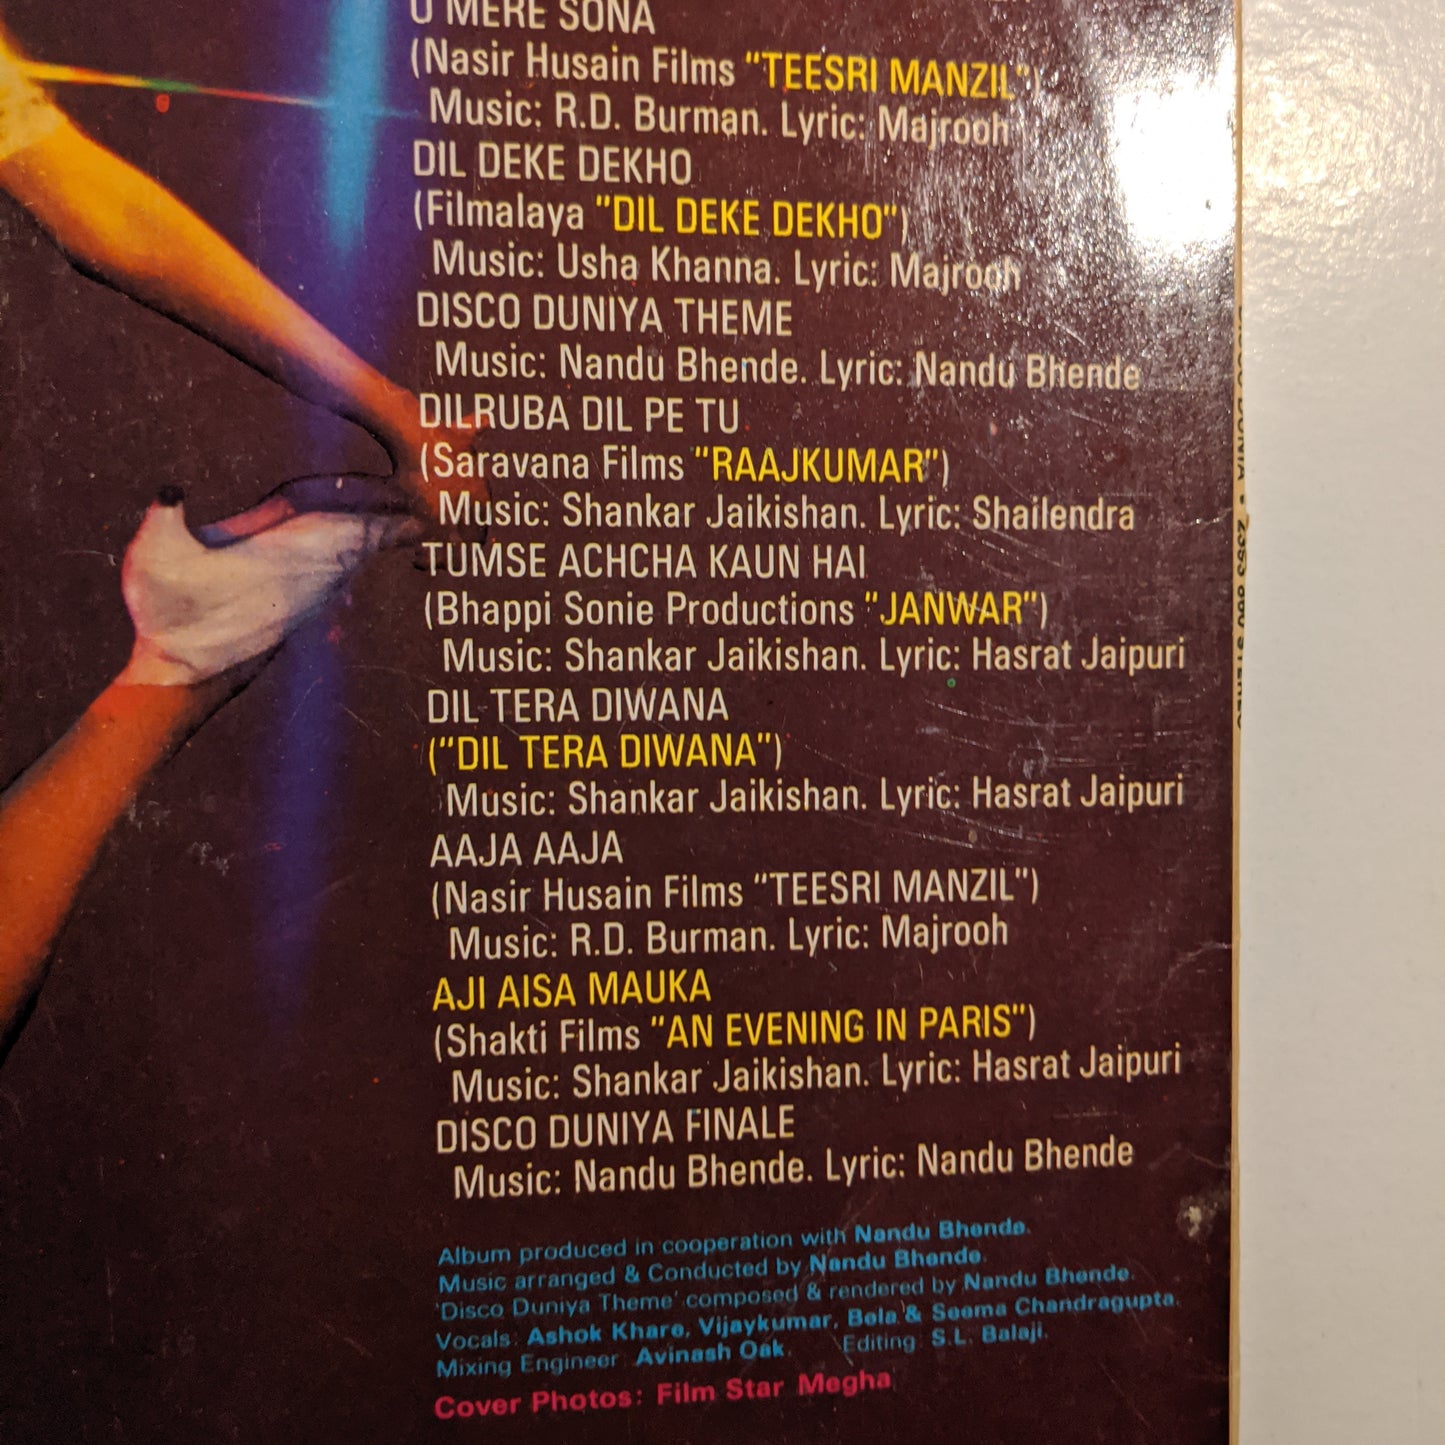 O MERE SONA
(Nasir Husain Films "TEESRI MANZIL")
Music: R.D. Burman. Lyric: Majrooh
DIL DEKE DEKHO
(Filmalaya "DIL DEKE DEKHO")
Music: Usha Khanna. Lyric: Majrooh
DISCO DUNIYA THEME
Music: Nandu Bhende. Lyric: Nandu Bhende
DILRUBA DIL PE TU
(Saravana Films "RAAJKUMAR")
Music: Shankar Jaikishan. Lyric: Shailendra
TUMSE ACHCHA KAUN HAI
(Bhappi Sonie Productions "JANWAR")
Music: Shankar Jaikishan. Lyric: Hasrat Jaipuri
DIL TERA DIWANA
("DIL TERA DIWANA")
Music: Shankar Jaikishan. Lyric: Hasrat Jaipuri
AAJA AAJA
(Nasir Husain Films "TEESRI MANZIL")
Music: R.D. Burman. Lyric: Majrooh
AJI AISA MAUKA
(Shakti Films "AN EVENING IN PARIS")
Music: Shankar Jaikishan. Lyric: Hasrat Jaipuri
DISCO DUNIYA FINALE
Music: Nandu Bhende. Lyric: Nandu Bhende
Album produced in cooperation with Nandu Bhende.
Music arranged & Conducted by Nandu Bhende.
'Disco Duniya Theme' composed & rendered by Nandu Bhende.
Vocals: Ashok Khare, Vijaykumar, Bela & Seema Chandragupta.
Mixing Engineer: Avinash Oak. Editing: S.L. Balaji.
Cover Photos: Film Star Megha